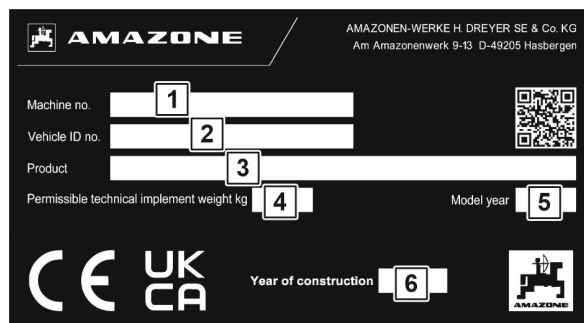 AMAZONE
AMAZONEN-WERKE H. DREYER SE & Co. KG
Am Amazonenwerk 9-13 D-49205 Hasbergen
Machine no. 1
Vehicle ID no. 2
Product 3
Permissible technical implement weight kg 4
Model year 5
CE
UK
CA
Year of construction 6
AMAZONE